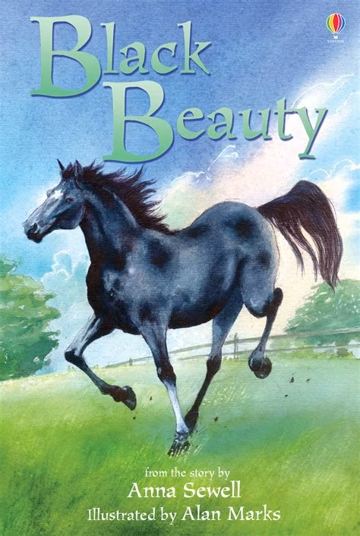 Black
Beauty
from the story by
Anna Sewell
Illustrated by Alan Marks